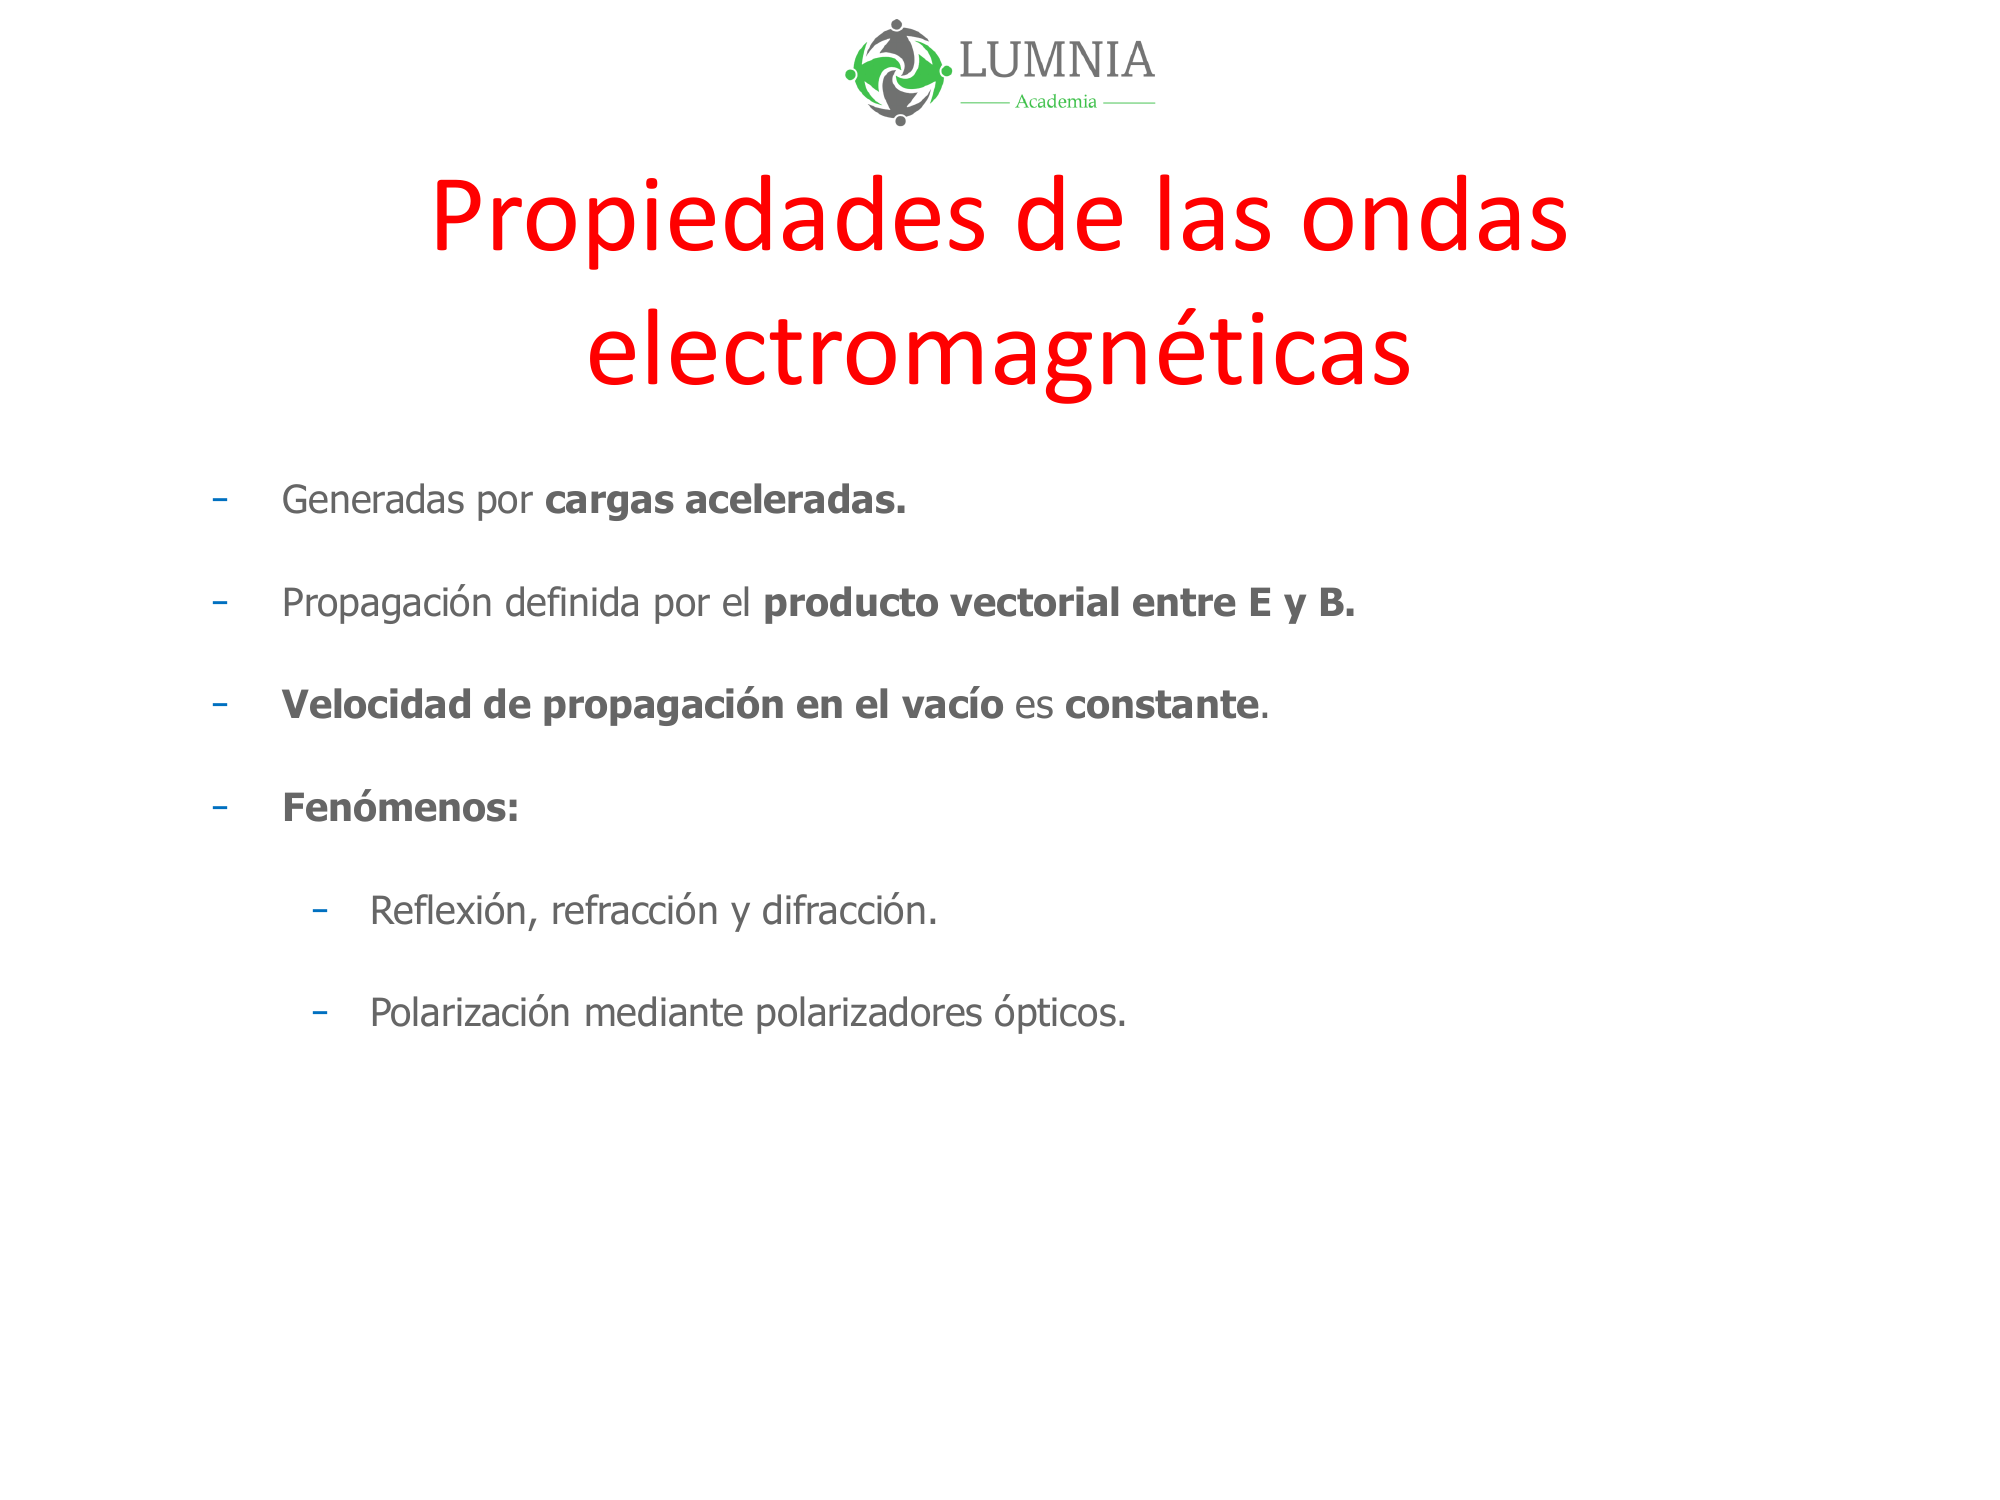 LUMNIA
Academia
Propiedades de las ondas
electromagnéticas
- Generadas por cargas aceleradas.
- Propagación definida por el producto vectorial entre E y B.
- Velocidad de propagación en el vacío es constante.
- Fenómenos:
- Reflexión, refracción y difracción.
- Polarización mediante polarizadores ópticos.